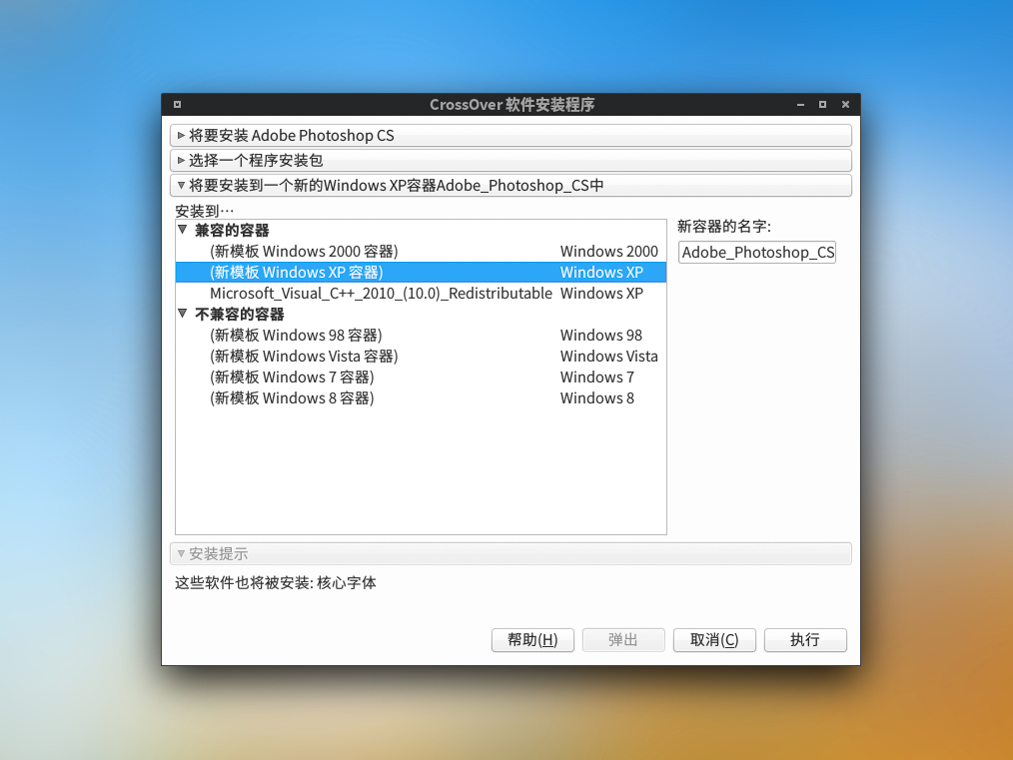 CrossOver 软件安装程序
将要安装 Adobe Photoshop CS
选择一个程序安装包
将要安装到一个新的Windows XP容器Adobe_Photoshop_CS中
安装到…
新容器的名字:
兼容的容器
(新模板 Windows 2000 容器) Windows 2000
Adobe_Photoshop_CS
(新模板 Windows XP 容器) Windows XP
Microsoft_Visual_C++_2010_(10.0)_Redistributable Windows XP
不兼容的容器
(新模板 Windows 98 容器) Windows 98
(新模板 Windows Vista 容器) Windows Vista
(新模板 Windows 7 容器) Windows 7
(新模板 Windows 8 容器) Windows 8
安装提示
这些软件也将被安装: 核心字体
帮助(H) 弹出 取消(C) 执行